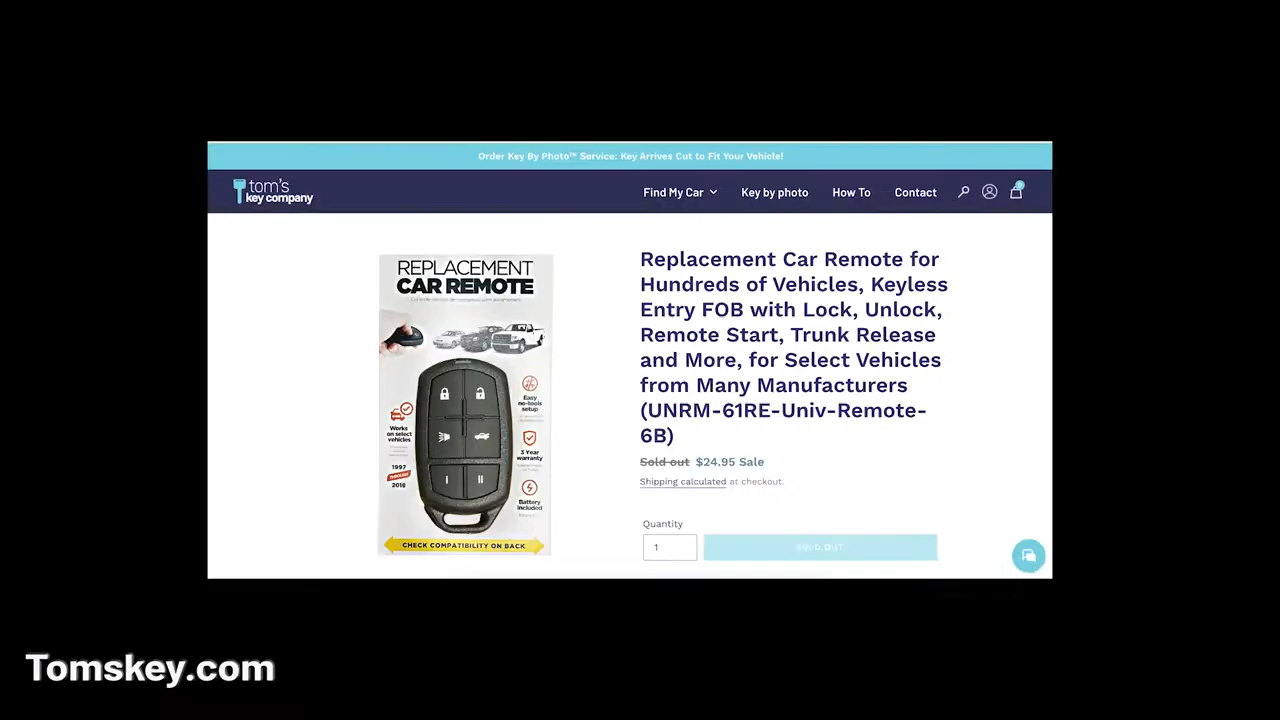 Order Key By Photo™ Service: Key Arrives Cut to Fit Your Vehicle!
tom's
key company
Find My Car
Key by photo
How To
Contact
REPLACEMENT
CAR REMOTE
Works
on select
vehicles
1997
THROUGH
2018
Easy
no-tools
setup
3 Year
warranty
Battery
included
I
II
CHECK COMPATIBILITY ON BACK
Replacement Car Remote for
Hundreds of Vehicles, Keyless
Entry FOB with Lock, Unlock,
Remote Start, Trunk Release
and More, for Select Vehicles
from Many Manufacturers
(UNRM-61RE-Univ-Remote-
6B)
Sold out $24.95 Sale
Shipping calculated at checkout.
Quantity
1
SOLD OUT
Tomskey.com